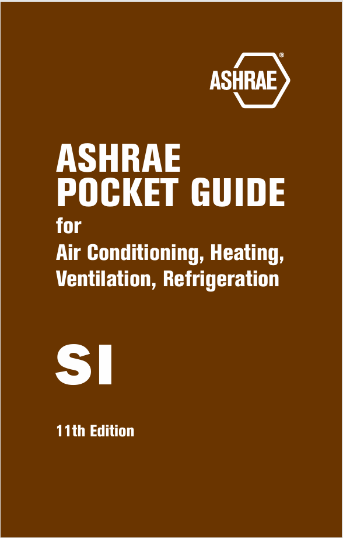 ASHRAE®
ASHRAE
POCKET GUIDE
for
Air Conditioning, Heating,
Ventilation, Refrigeration
SI
11th Edition